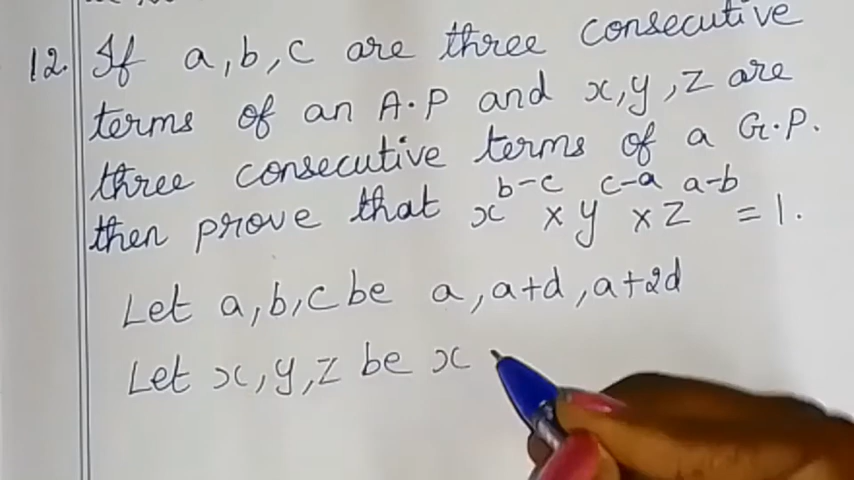 12. If a, b, c are three consecutive
terms of an A.P and x, y, z are
three consecutive terms of a G.P.
then prove that x^{b-c} × y^{c-a} × z^{a-b} = 1.
Let a, b, c be a, a+d, a+2d
Let x, y, z be x